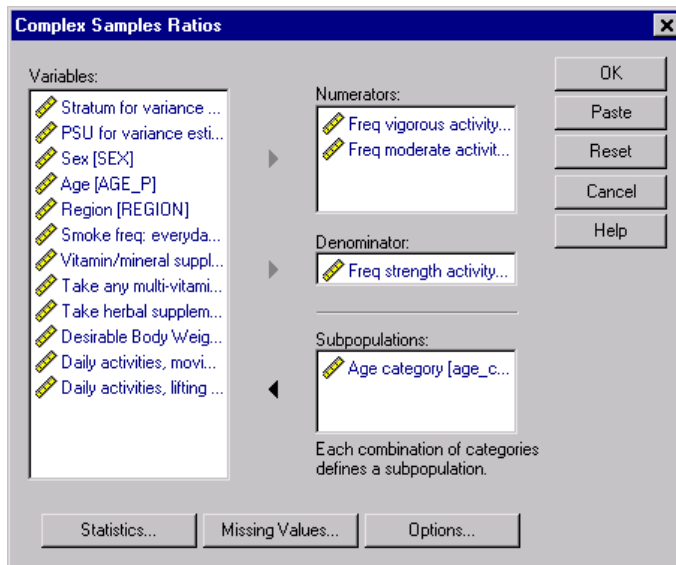 Complex Samples Ratios
Variables:
Stratum for variance ...
PSU for variance esti...
Sex [SEX]
Age [AGE_P]
Region [REGION]
Smoke freq: everyda...
Vitamin/mineral suppl...
Take any multi-vitami...
Take herbal supplem...
Desirable Body Weig...
Daily activities, movi...
Daily activities, lifting ...
Numerators:
Freq vigorous activity...
Freq moderate activit...
Denominator:
Freq strength activity...
Subpopulations:
Age category [age_c...
Each combination of categories
defines a subpopulation.
OK
Paste
Reset
Cancel
Help
Statistics...
Missing Values...
Options...